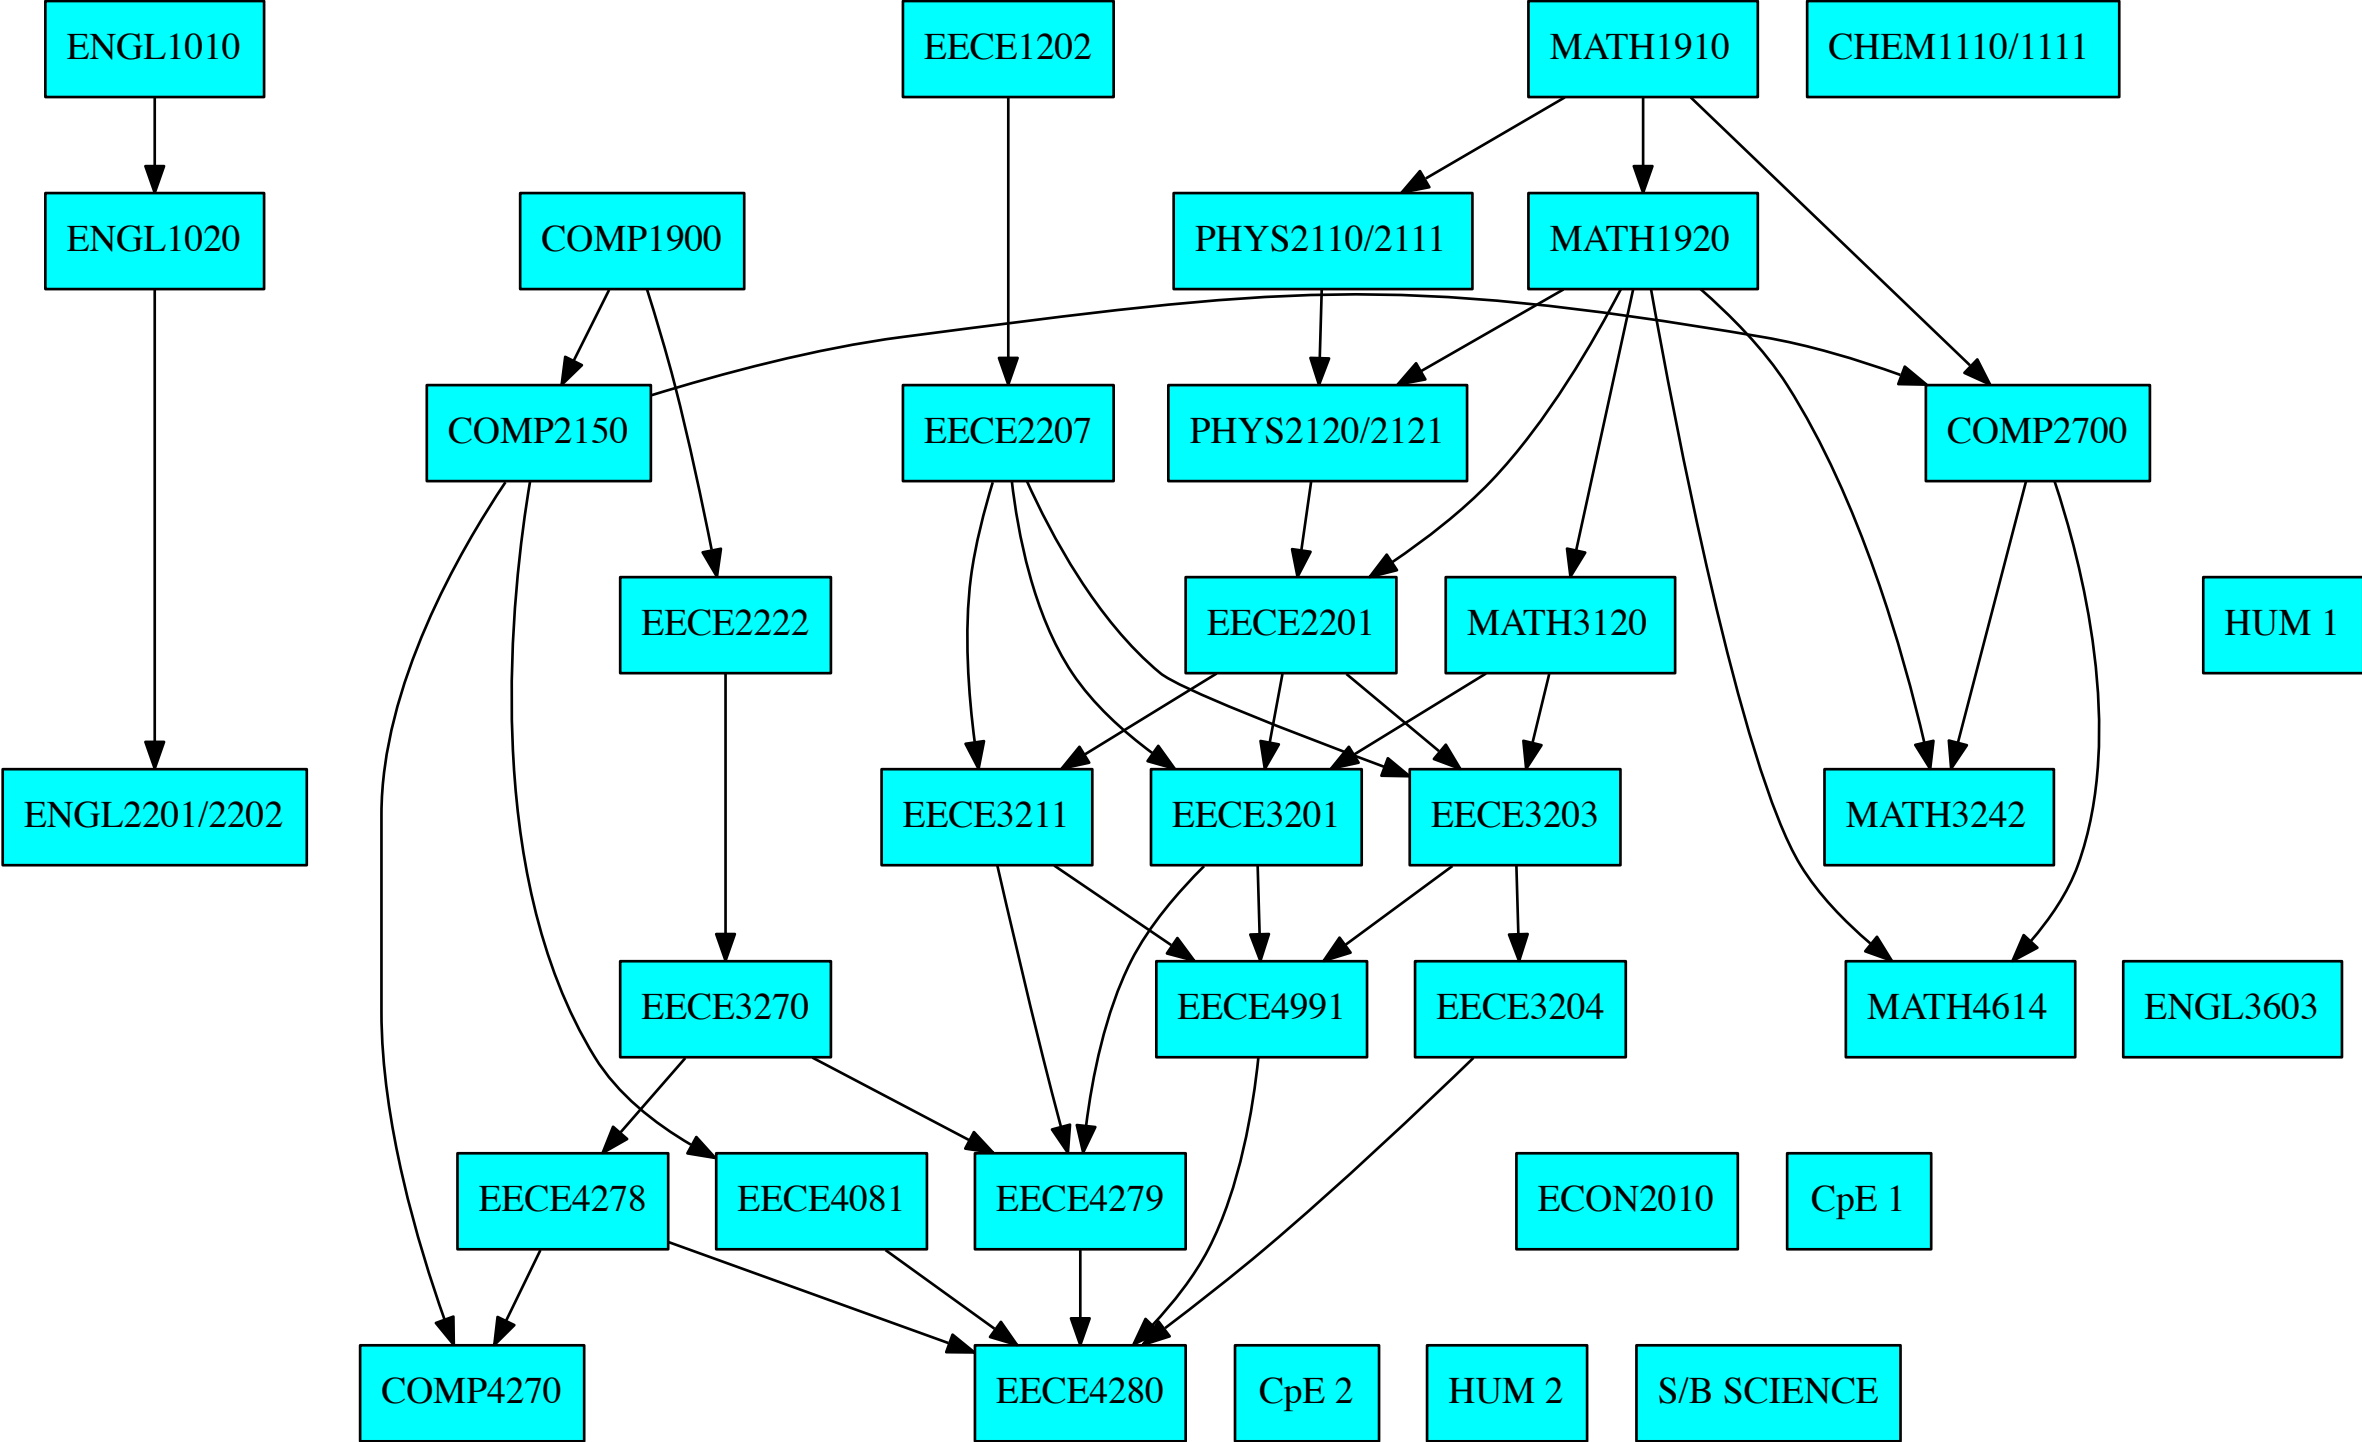 ENGL1010
EECE1202
MATH1910
CHEM1110/1111
ENGL1020
COMP1900
PHYS2110/2111
MATH1920
COMP2150
EECE2207
PHYS2120/2121
COMP2700
EECE2222
EECE2201
MATH3120
HUM 1
ENGL2201/2202
EECE3211
EECE3201
EECE3203
MATH3242
EECE3270
EECE4991
EECE3204
MATH4614
ENGL3603
EECE4278
EECE4081
EECE4279
ECON2010
CpE 1
COMP4270
EECE4280
CpE 2
HUM 2
S/B SCIENCE